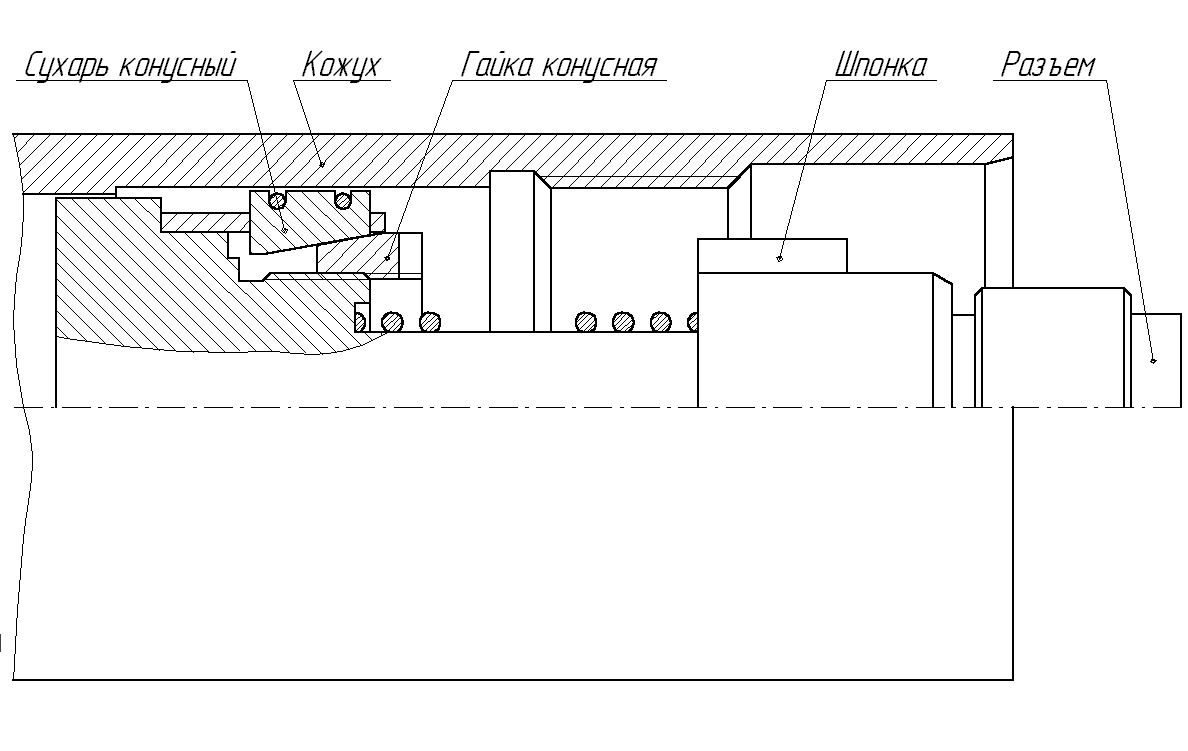 Сухарь конусный
Кожух
Гайка конусная
Шпонка
Разъем